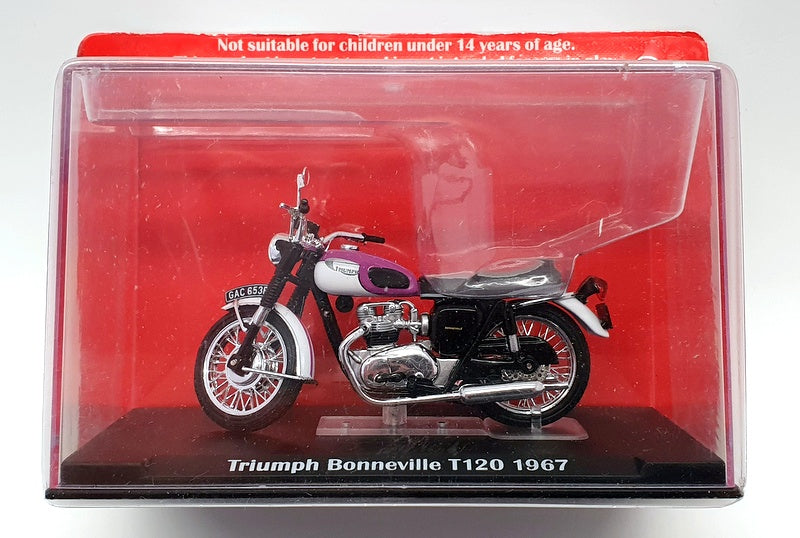 Not suitable for children under 14 years of age.
TRIUMPH
GAC 653F
Triumph Bonneville T120 1967